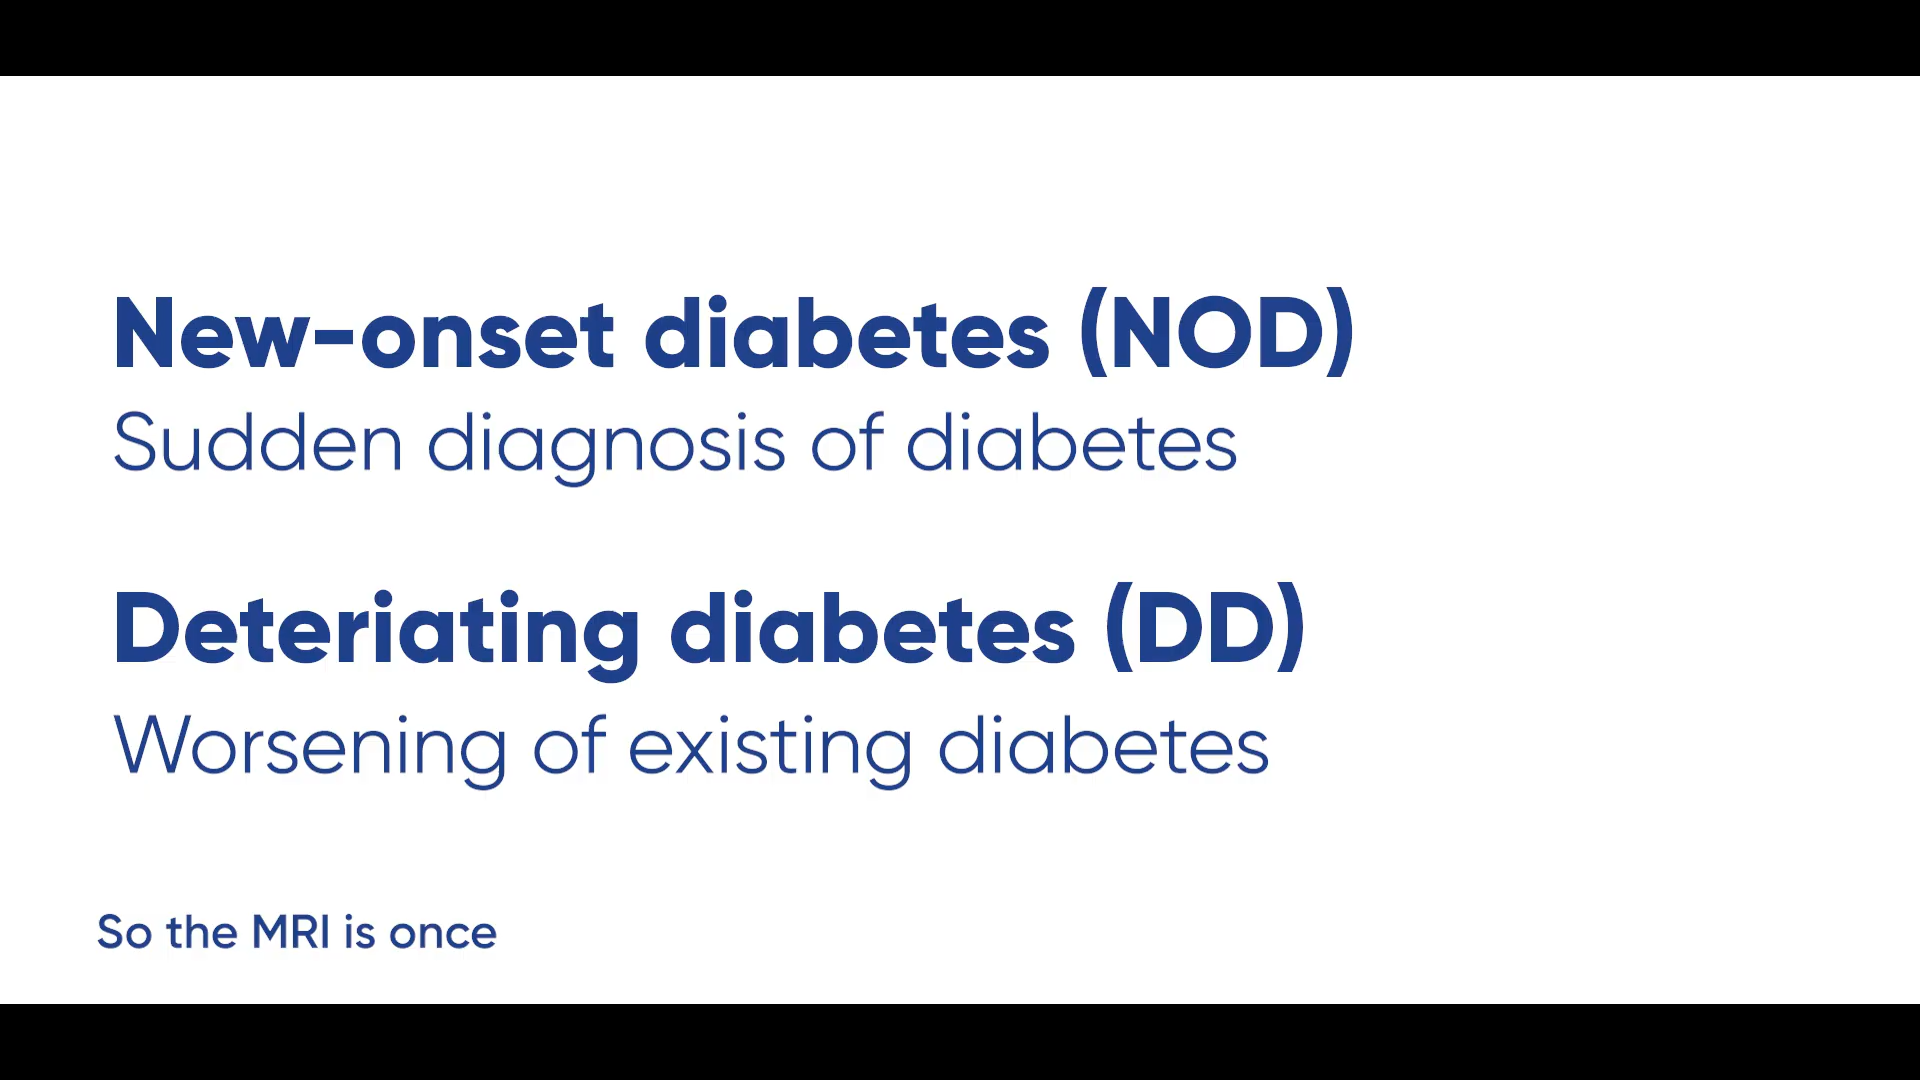 New-onset diabetes (NOD)
Sudden diagnosis of diabetes
Deteriating diabetes (DD)
Worsening of existing diabetes
So the MRI is once